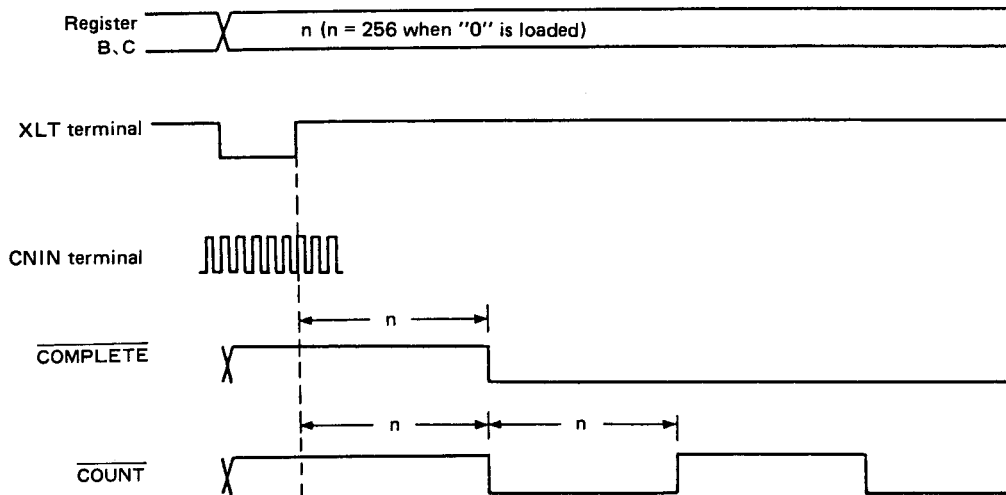 Register
B、C
n (n = 256 when "0" is loaded)
XLT terminal
CNIN terminal
n
COMPLETE
n
n
COUNT